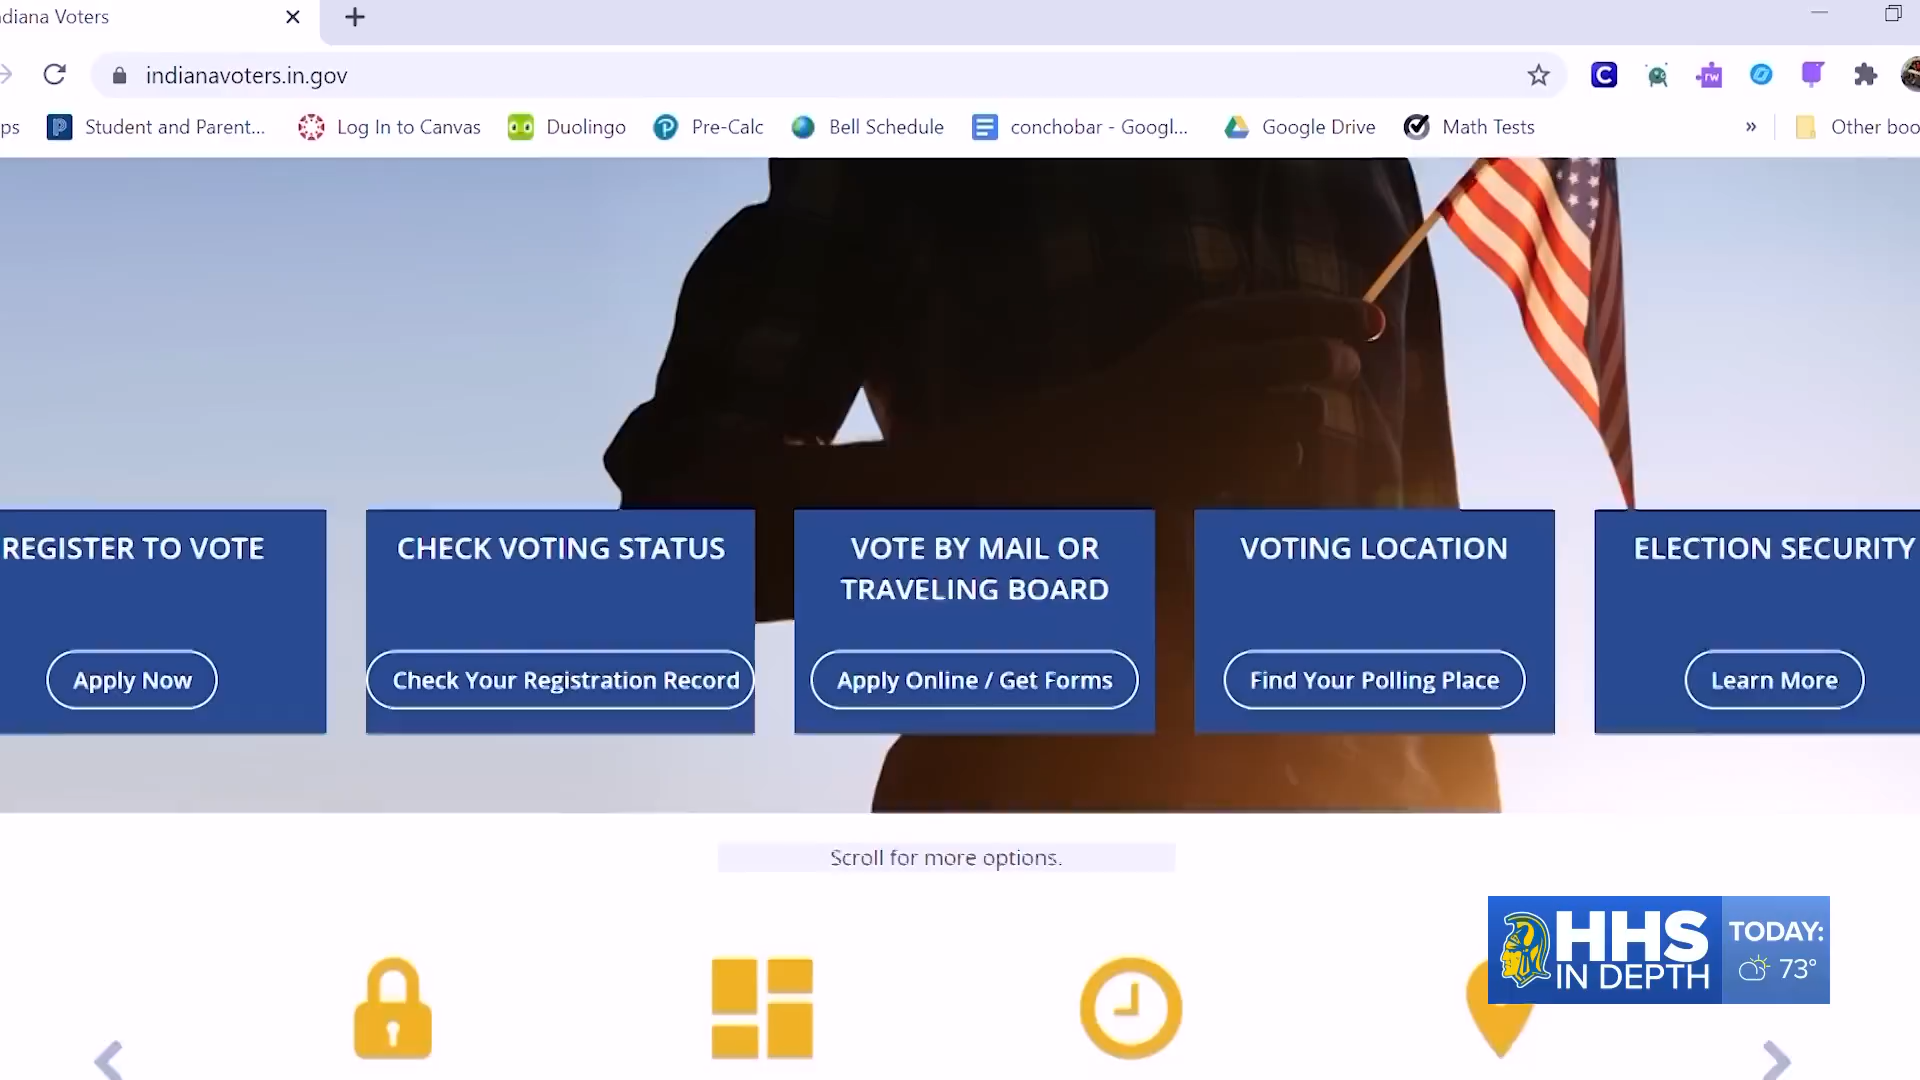 ndiana Voters
indianavoters.in.gov
ps Student and Parent... Log In to Canvas Duolingo Pre-Calc Bell Schedule conchobar - Googl... Google Drive Math Tests » Other boo
REGISTER TO VOTE
Apply Now
CHECK VOTING STATUS
Check Your Registration Record
VOTE BY MAIL OR
TRAVELING BOARD
Apply Online / Get Forms
VOTING LOCATION
Find Your Polling Place
ELECTION SECURITY
Learn More
Scroll for more options.
HHS
IN DEPTH
TODAY:
73°